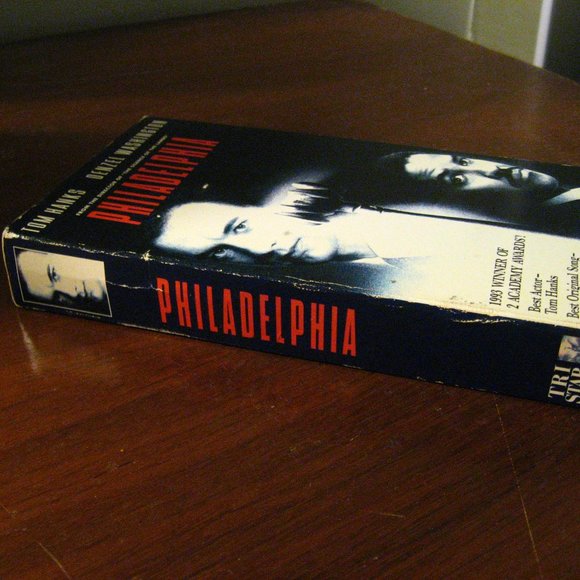 TOM HANKS DENZEL WASHINGTON
PHILADELPHIA
1993 WINNER OF
2 ACADEMY AWARDS!
Best Actor–
Tom Hanks
Best Original Song–
PHILADELPHIA
TRI
STAR